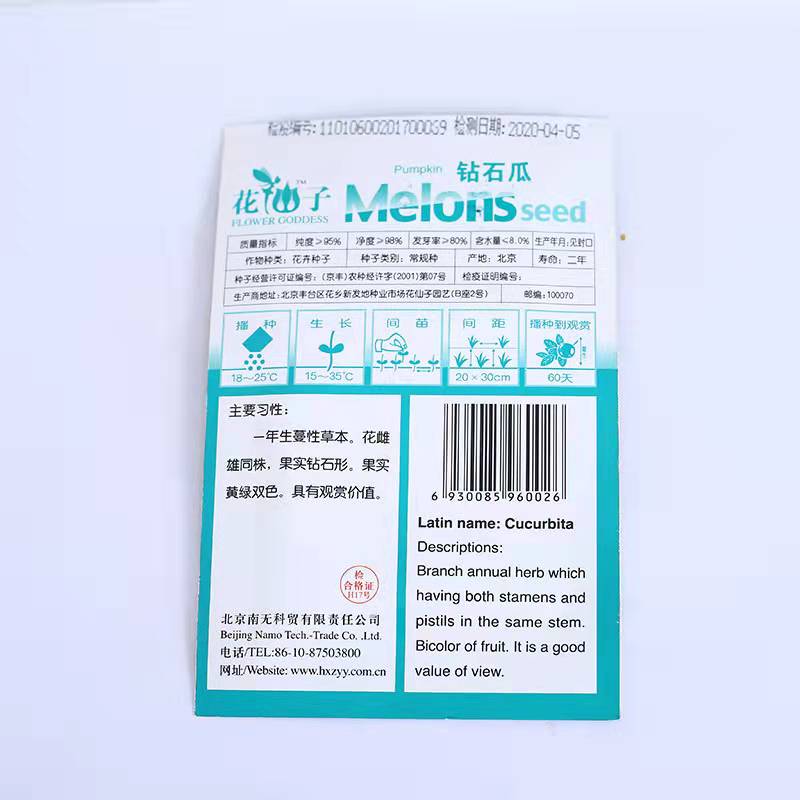 检验编号:11010600201700039 检测日期:2020-04-05
Pumpkin 钻石瓜
花仙子™
FLOWER GODDESS
Melons seed
质量指标 纯度≥95% 净度≥98% 发芽率≥80% 含水量≤8.0% 生产年月:见封口
作物种类: 花卉种子 种子类别: 常规种 产地: 北京 寿命: 二年
种子经营许可证编号: (京丰)农种经许字(2001)第07号 检疫证明编号:
生产商地址: 北京丰台区花乡新发地种业市场花仙子园艺(B座2号) 邮编:100070
播种 生长 间苗 间距 播种到观赏
18~25℃ 15~35℃ 20×30cm 60天
主要习性:
一年生蔓性草本。花雌
雄同株，果实钻石形。果实
黄绿双色。具有观赏价值。
检
合格证
H17号
北京南无科贸有限责任公司
Beijing Namo Tech.-Trade Co. ,Ltd.
电话/TEL:86-10-87503800
网址/Website: www.hxzyy.com.cn
6 930085 960026
Latin name: Cucurbita
Descriptions:
Branch annual herb which
having both stamens and
pistils in the same stem.
Bicolor of fruit. It is a good
value of view.